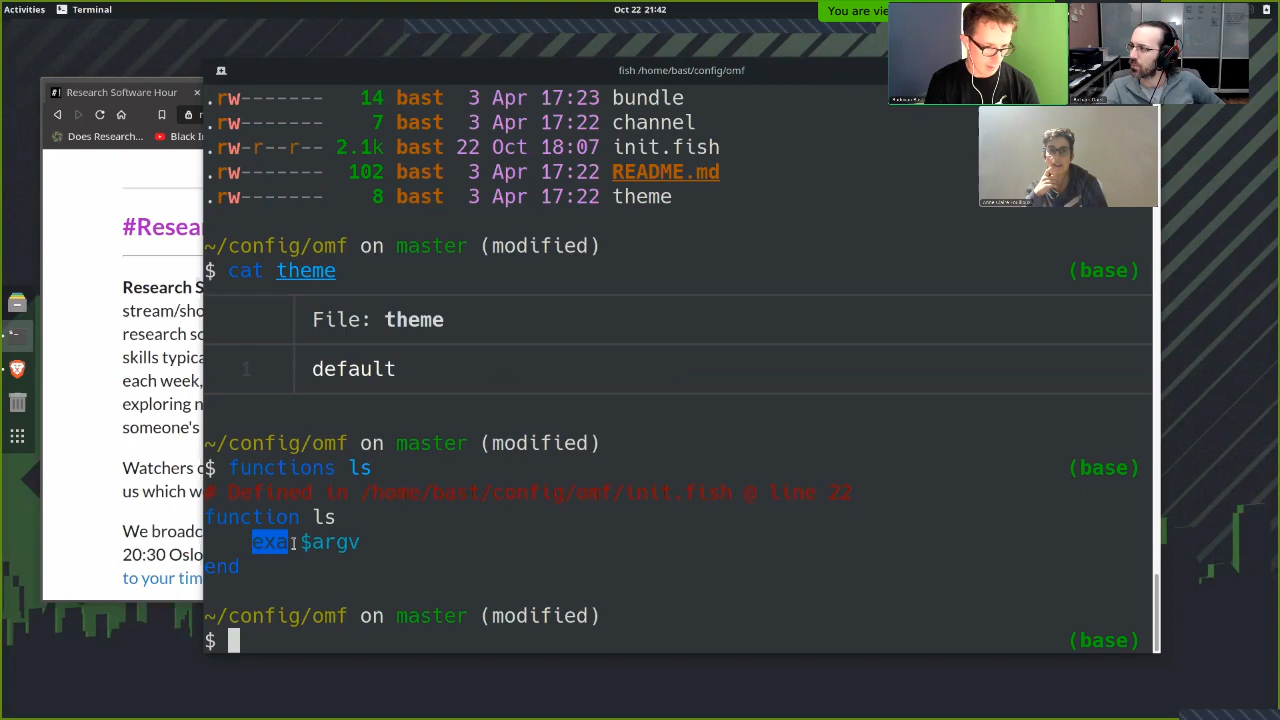 Activities
Terminal
Oct 22 21:42
You are vie
Research Software Hour
Does Research...
Black In
#Resear
Research S
stream/sho
research so
skills typica
each week,
exploring n
someone's
Watchers c
us which w
We broadc
20:30 Oslo
to your tim
fish /home/bast/config/omf
.rw------- 14 bast 3 Apr 17:23 bundle
.rw------- 7 bast 3 Apr 17:22 channel
.rw-r--r-- 2.1k bast 22 Oct 18:07 init.fish
.rw------- 102 bast 3 Apr 17:22 README.md
.rw------- 8 bast 3 Apr 17:22 theme
~/config/omf on master (modified)
$ cat theme (base)
File: theme
1 default
~/config/omf on master (modified)
$ functions ls (base)
# Defined in /home/bast/config/omf/init.fish @ line 22
function ls
exa $argv
end
~/config/omf on master (modified)
$ (base)